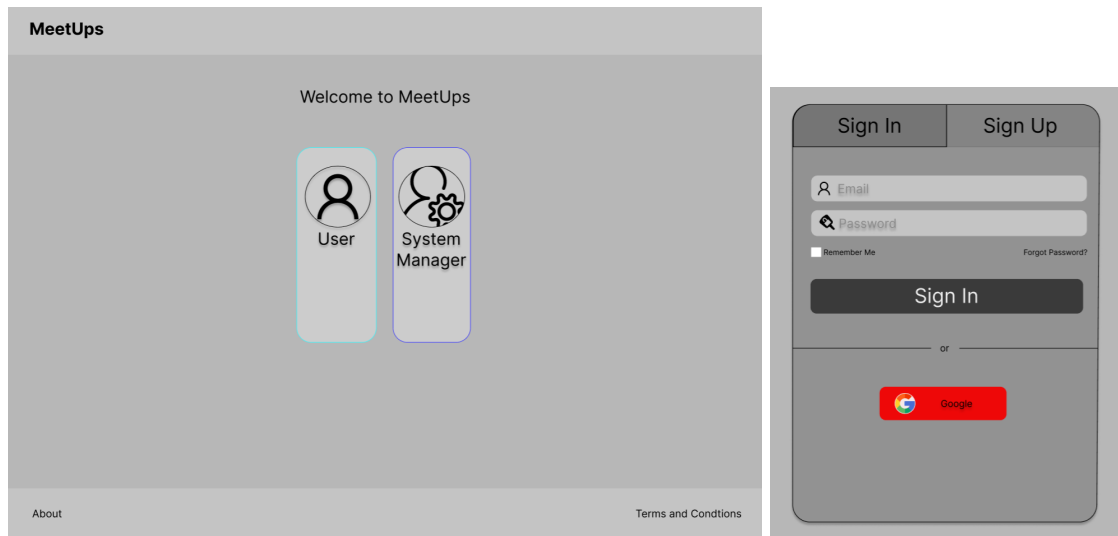 MeetUps
Welcome to MeetUps
User
System
Manager
About
Terms and Condtions
Sign In
Sign Up
Email
Password
Remember Me
Forgot Password?
Sign In
or
Google